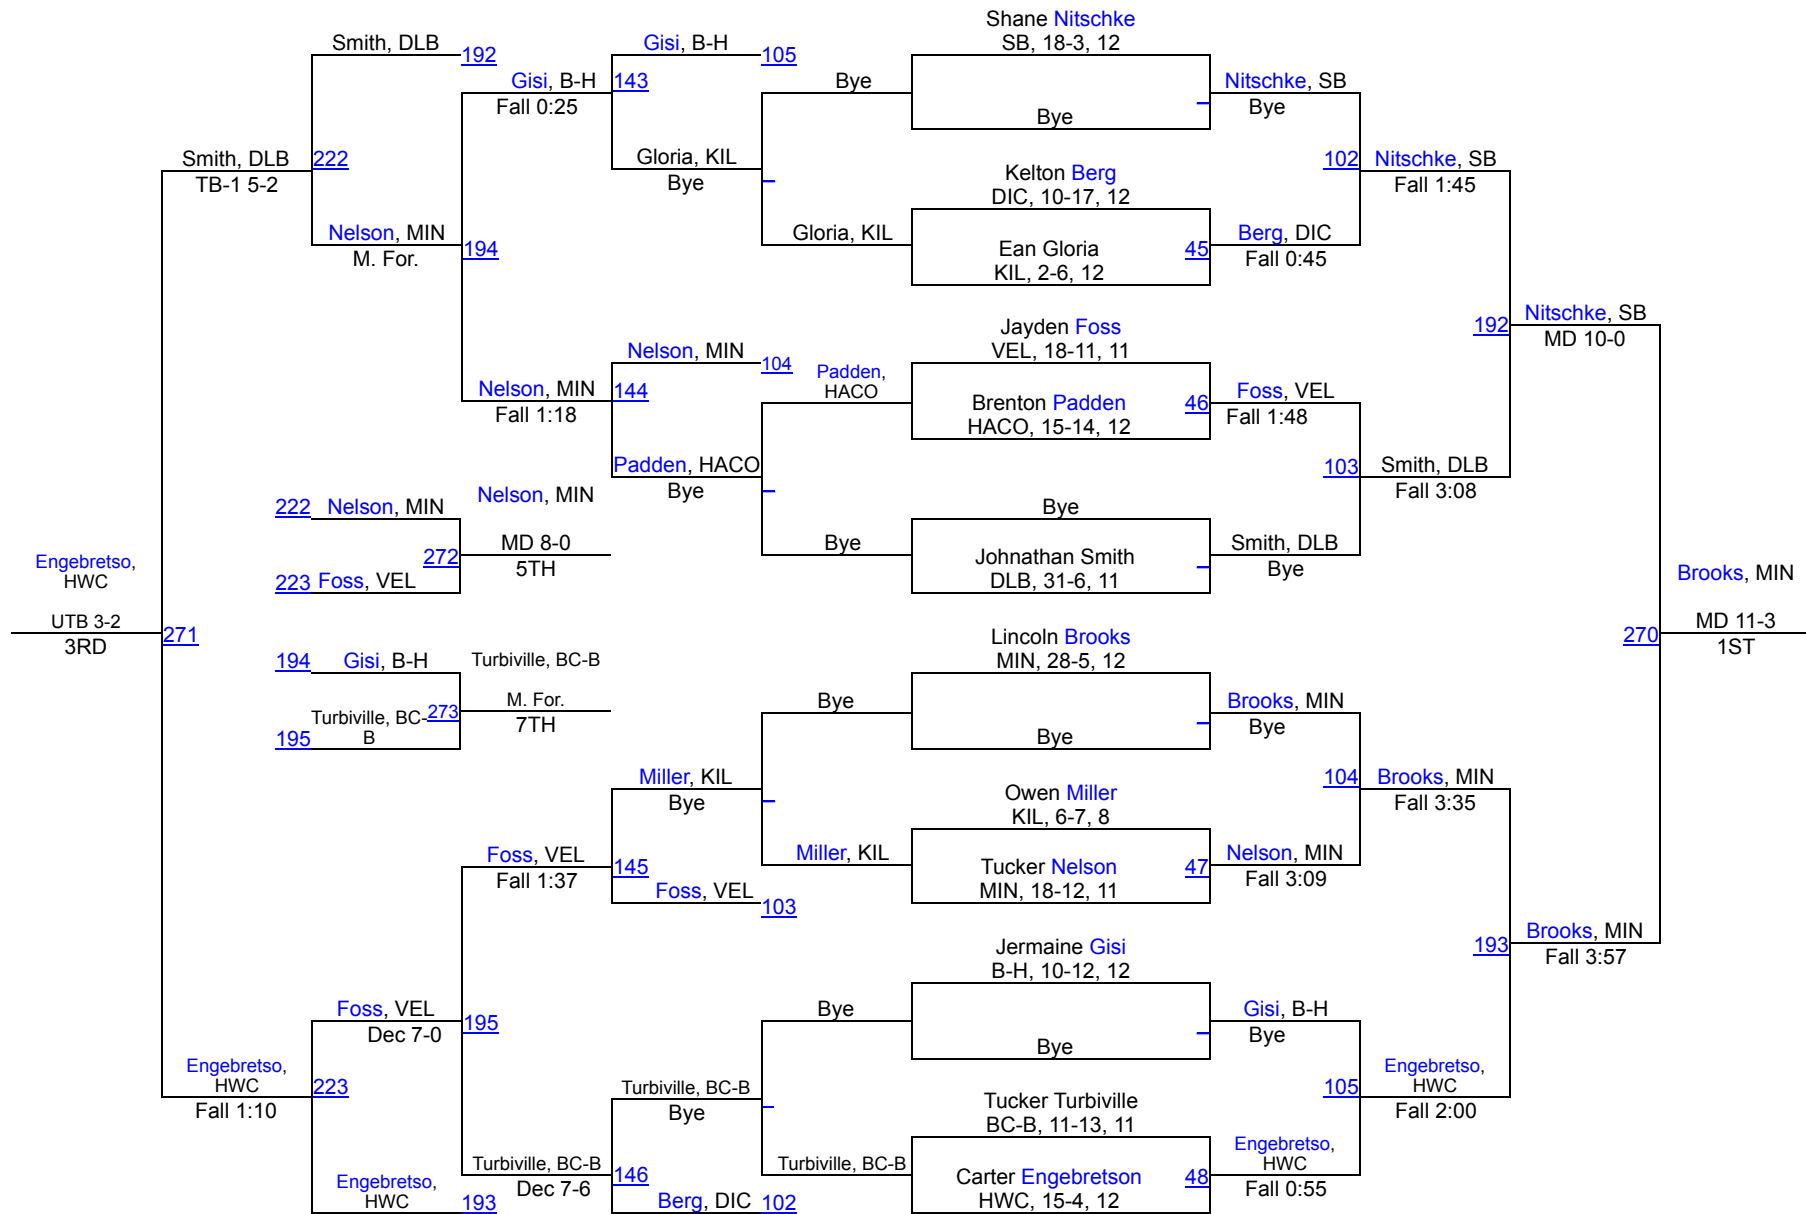 Shane Nitschke
SB, 18-3, 12
Smith, DLB
192
Gisi, B-H
105
Gisi, B-H
143
Fall 0:25
Bye
Nitschke, SB
Bye
Bye
Smith, DLB
222
TB-1 5-2
Gloria, KIL
Bye
Kelton Berg
DIC, 10-17, 12
102
Nitschke, SB
Fall 1:45
Nelson, MIN
194
M. For.
Gloria, KIL
Ean Gloria
KIL, 2-6, 12
45
Berg, DIC
Fall 0:45
Jayden Foss
VEL, 18-11, 11
192
Nitschke, SB
MD 10-0
Nelson, MIN
104
Nelson, MIN
144
Fall 1:18
Padden,
HACO
Brenton Padden
HACO, 15-14, 12
46
Foss, VEL
Fall 1:48
Padden, HACO
Bye
103
Smith, DLB
Fall 3:08
222
Nelson, MIN
Nelson, MIN
Bye
272
MD 8-0
5TH
Bye
Johnathan Smith
DLB, 31-6, 11
Smith, DLB
Bye
223
Foss, VEL
Engebretso,
HWC
UTB 3-2
3RD
271
Brooks, MIN
270
MD 11-3
1ST
194
Gisi, B-H
Turbiville, BC-B
Lincoln Brooks
MIN, 28-5, 12
Turbiville, BC-
B
195
273
M. For.
7TH
Bye
Bye
Brooks, MIN
Bye
Miller, KIL
Bye
Owen Miller
KIL, 6-7, 8
104
Brooks, MIN
Fall 3:35
Foss, VEL
145
Fall 1:37
Foss, VEL
103
Miller, KIL
Tucker Nelson
MIN, 18-12, 11
47
Nelson, MIN
Fall 3:09
Jermaine Gisi
B-H, 10-12, 12
193
Brooks, MIN
Fall 3:57
Foss, VEL
195
Dec 7-0
Bye
Bye
Gisi, B-H
Bye
Engebretso,
HWC
223
Fall 1:10
Turbiville, BC-B
Bye
Tucker Turbiville
BC-B, 11-13, 11
105
Engebretso,
HWC
Fall 2:00
Engebretso,
HWC
193
Turbiville, BC-B
146
Dec 7-6
Berg, DIC
102
Turbiville, BC-B
Carter Engebretson
HWC, 15-4, 12
48
Engebretso,
HWC
Fall 0:55